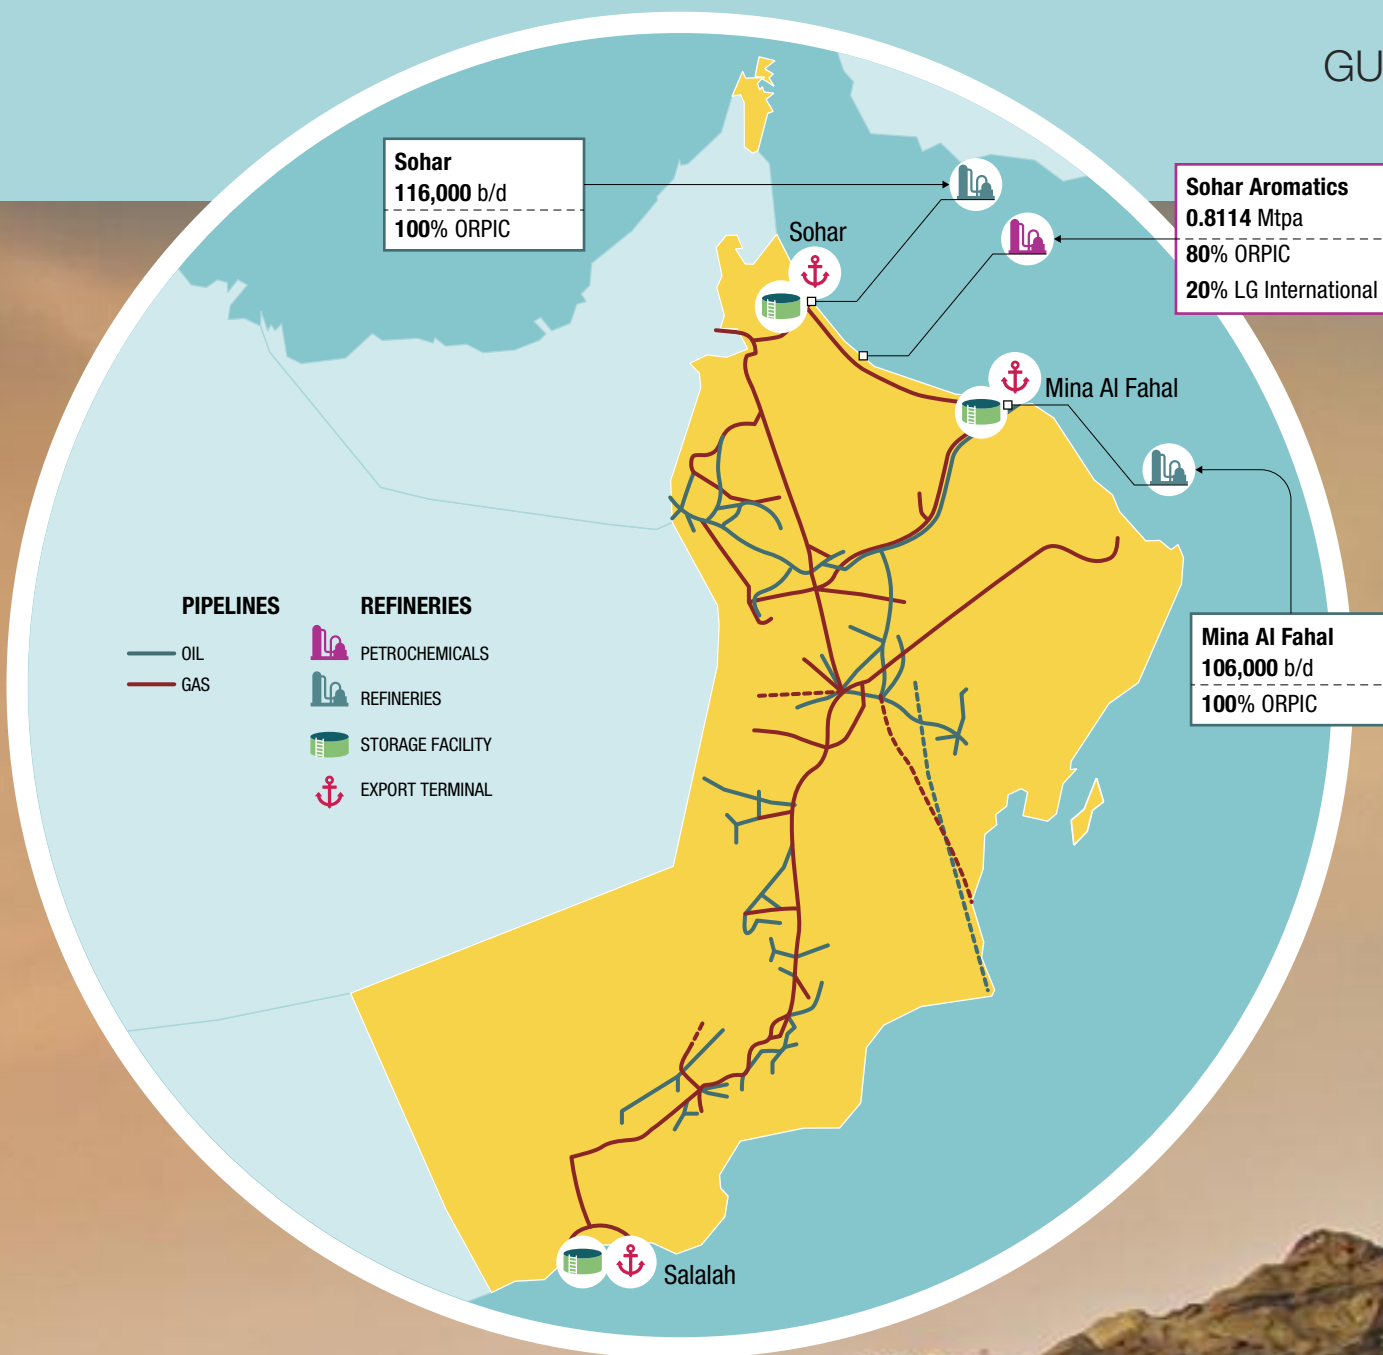 GU
Sohar
116,000 b/d
100% ORPIC
Sohar Aromatics
0.8114 Mtpa
80% ORPIC
20% LG International
Sohar
Mina Al Fahal
PIPELINES
OIL
GAS
REFINERIES
PETROCHEMICALS
REFINERIES
STORAGE FACILITY
EXPORT TERMINAL
Mina Al Fahal
106,000 b/d
100% ORPIC
Salalah